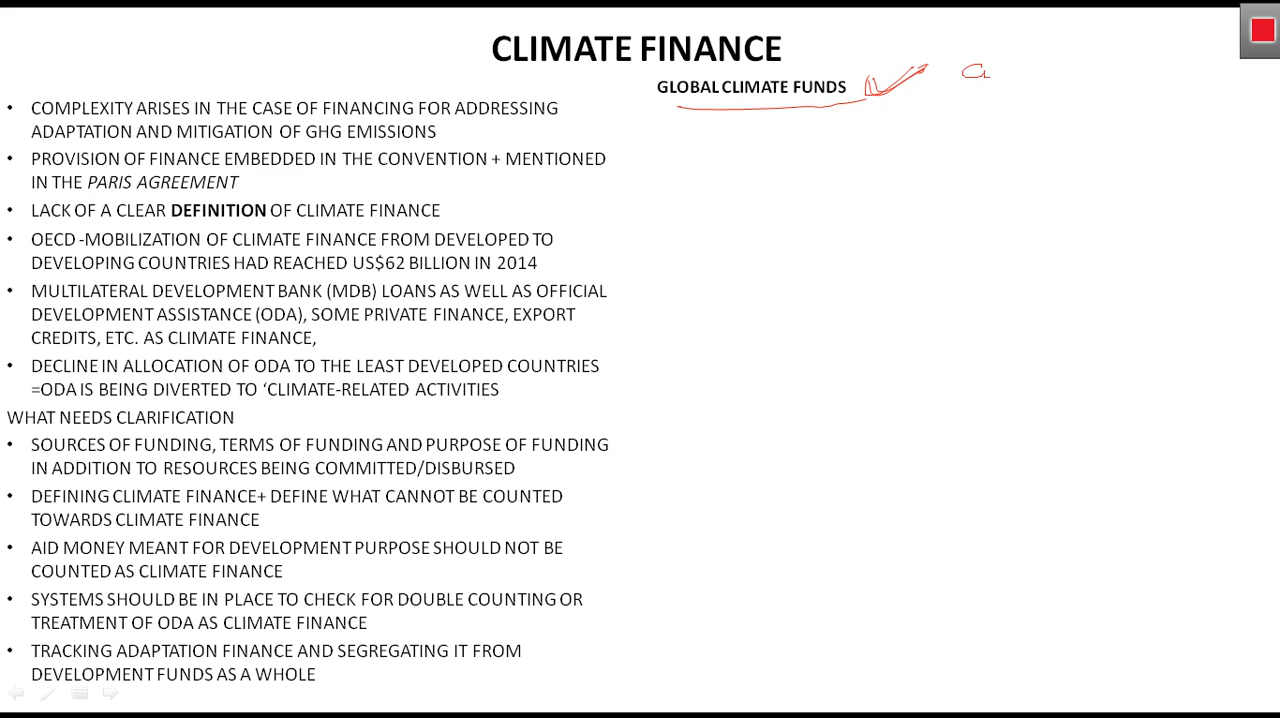 CLIMATE FINANCE
GLOBAL CLIMATE FUNDS
• COMPLEXITY ARISES IN THE CASE OF FINANCING FOR ADDRESSING
ADAPTATION AND MITIGATION OF GHG EMISSIONS
• PROVISION OF FINANCE EMBEDDED IN THE CONVENTION + MENTIONED
IN THE PARIS AGREEMENT
• LACK OF A CLEAR DEFINITION OF CLIMATE FINANCE
• OECD -MOBILIZATION OF CLIMATE FINANCE FROM DEVELOPED TO
DEVELOPING COUNTRIES HAD REACHED US$62 BILLION IN 2014
• MULTILATERAL DEVELOPMENT BANK (MDB) LOANS AS WELL AS OFFICIAL
DEVELOPMENT ASSISTANCE (ODA), SOME PRIVATE FINANCE, EXPORT
CREDITS, ETC. AS CLIMATE FINANCE,
• DECLINE IN ALLOCATION OF ODA TO THE LEAST DEVELOPED COUNTRIES
=ODA IS BEING DIVERTED TO ‘CLIMATE-RELATED ACTIVITIES
WHAT NEEDS CLARIFICATION
• SOURCES OF FUNDING, TERMS OF FUNDING AND PURPOSE OF FUNDING
IN ADDITION TO RESOURCES BEING COMMITTED/DISBURSED
• DEFINING CLIMATE FINANCE+ DEFINE WHAT CANNOT BE COUNTED
TOWARDS CLIMATE FINANCE
• AID MONEY MEANT FOR DEVELOPMENT PURPOSE SHOULD NOT BE
COUNTED AS CLIMATE FINANCE
• SYSTEMS SHOULD BE IN PLACE TO CHECK FOR DOUBLE COUNTING OR
TREATMENT OF ODA AS CLIMATE FINANCE
• TRACKING ADAPTATION FINANCE AND SEGREGATING IT FROM
DEVELOPMENT FUNDS AS A WHOLE